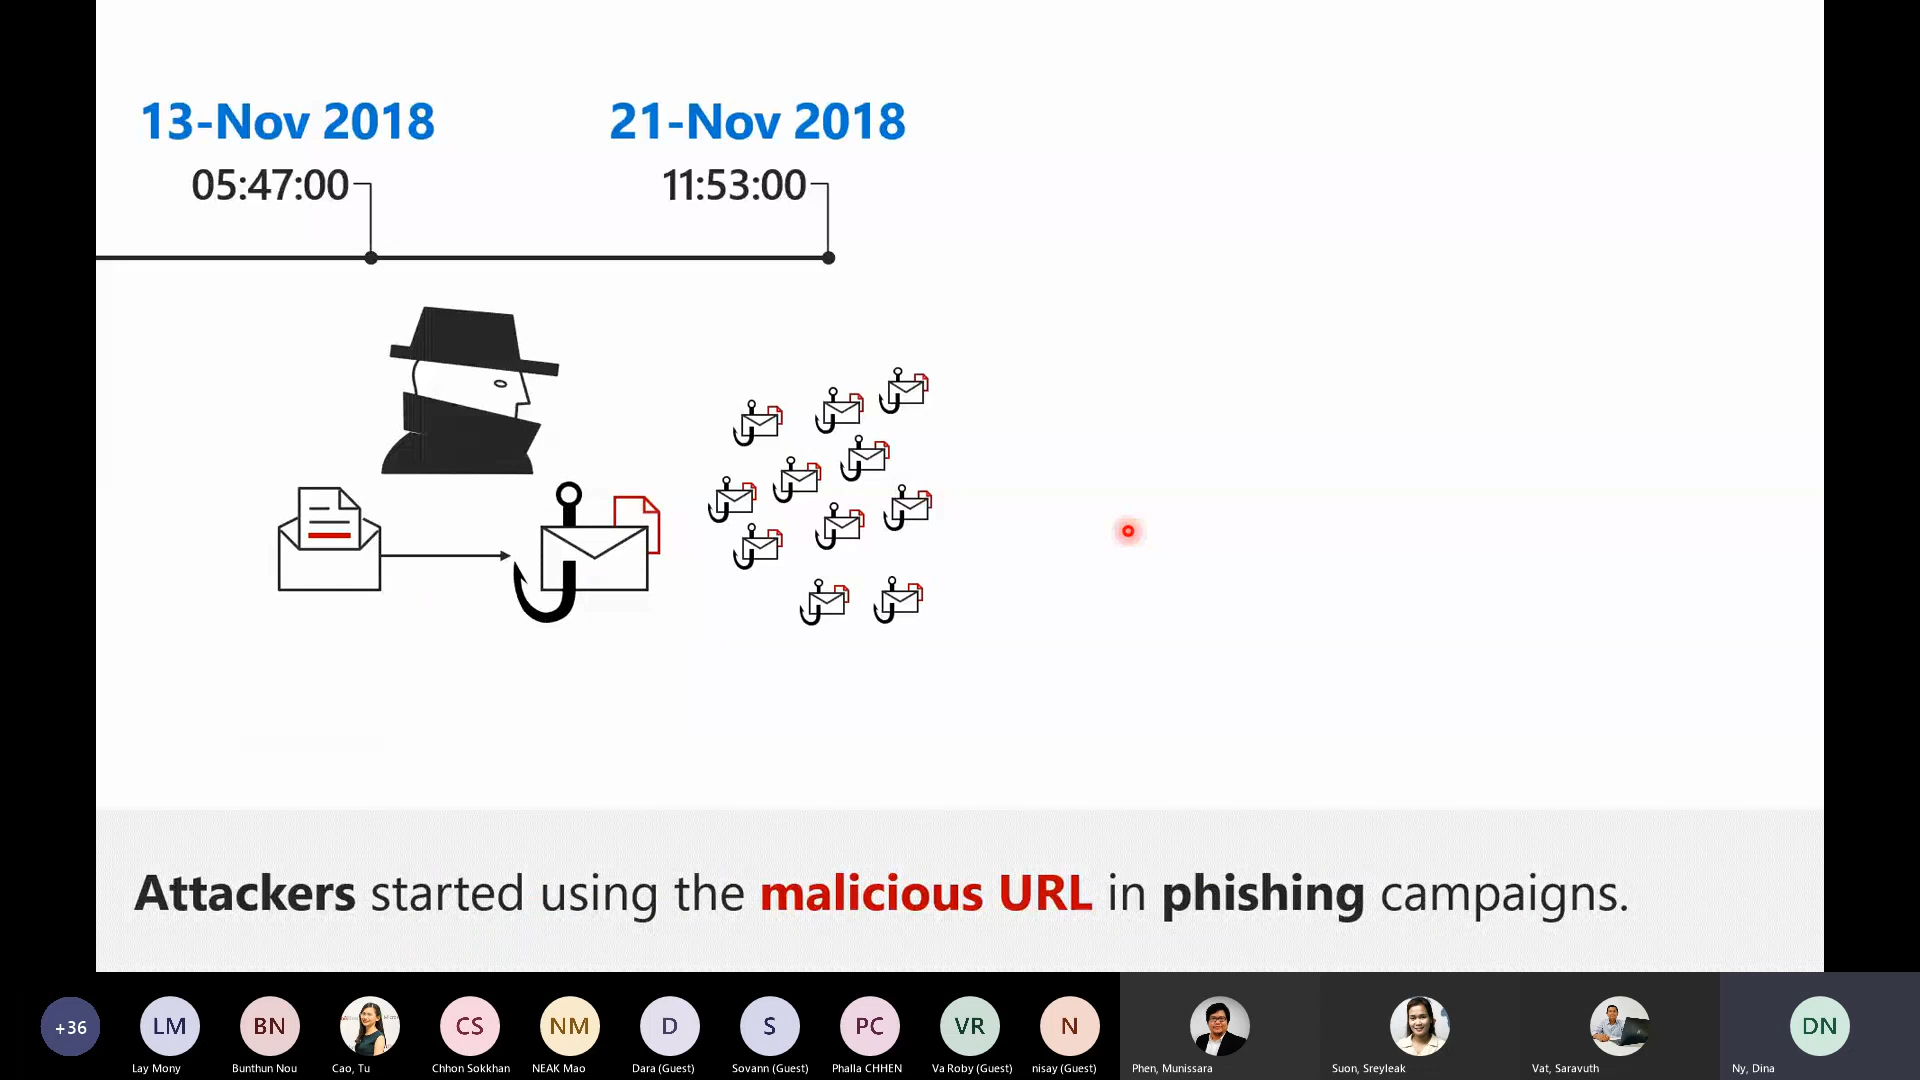 13-Nov 2018
21-Nov 2018
05:47:00
11:53:00
Attackers started using the malicious URL in phishing campaigns.
+36
LM
BN
CS
NM
D
S
PC
VR
N
DN
Lay Mony
Bunthun Nou
Cao, Tu
Chhon Sokkhan
NEAK Mao
Dara (Guest)
Sovann (Guest)
Phalla CHHEN
Va Roby (Guest)
nisay (Guest)
Phen, Munissara
Suon, Sreyleak
Vat, Saravuth
Ny, Dina